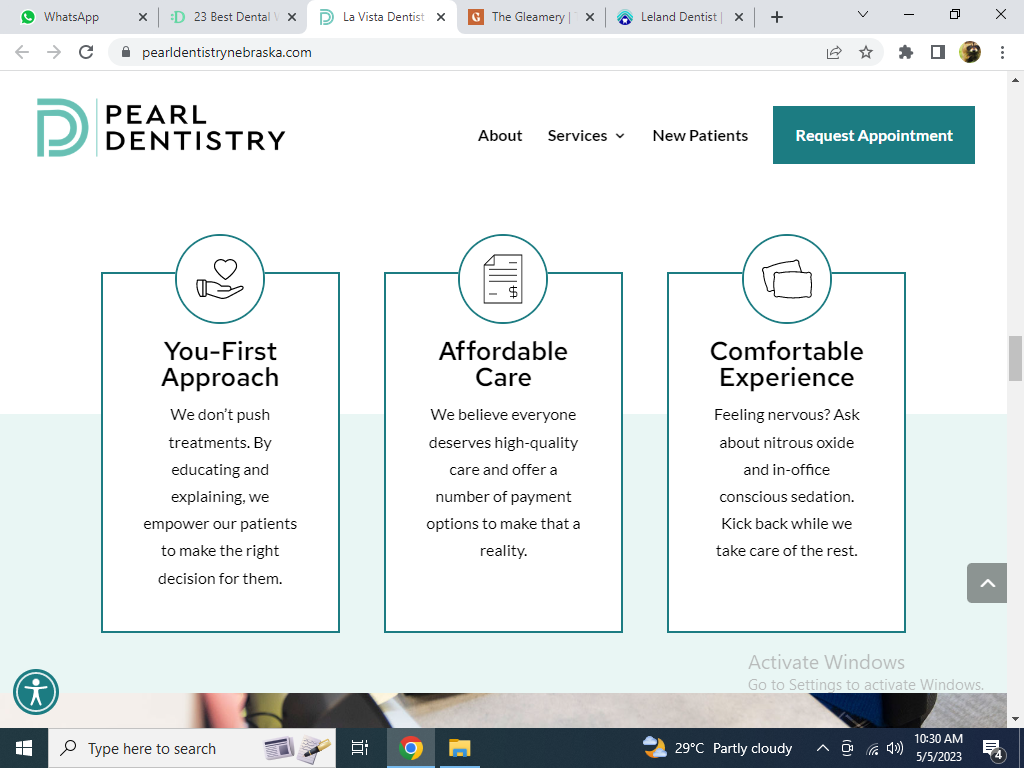 WhatsApp
23 Best Dental
La Vista Dentist
The Gleamery |
Leland Dentist |
pearldentistrynebraska.com
PEARL
DENTISTRY
About
Services
New Patients
Request Appointment
$
You-First
Approach
We don’t push
treatments. By
educating and
explaining, we
empower our patients
to make the right
decision for them.
Affordable
Care
We believe everyone
deserves high-quality
care and offer a
number of payment
options to make that a
reality.
Comfortable
Experience
Feeling nervous? Ask
about nitrous oxide
and in-office
conscious sedation.
Kick back while we
take care of the rest.
Activate Windows
Go to Settings to activate Windows.
Type here to search
29°C Partly cloudy
10:30 AM
5/5/2023
4